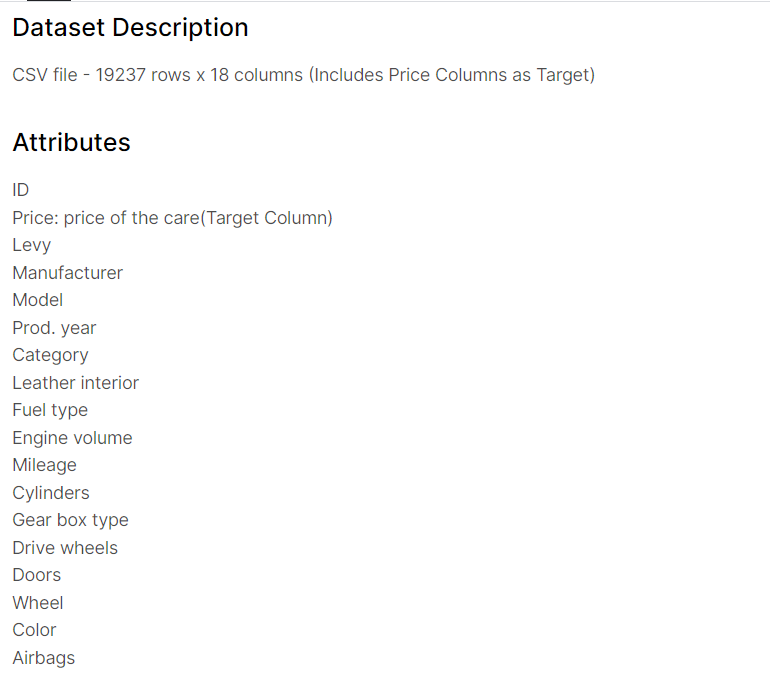 Dataset Description
CSV file - 19237 rows x 18 columns (Includes Price Columns as Target)
Attributes
ID
Price: price of the care(Target Column)
Levy
Manufacturer
Model
Prod. year
Category
Leather interior
Fuel type
Engine volume
Mileage
Cylinders
Gear box type
Drive wheels
Doors
Wheel
Color
Airbags